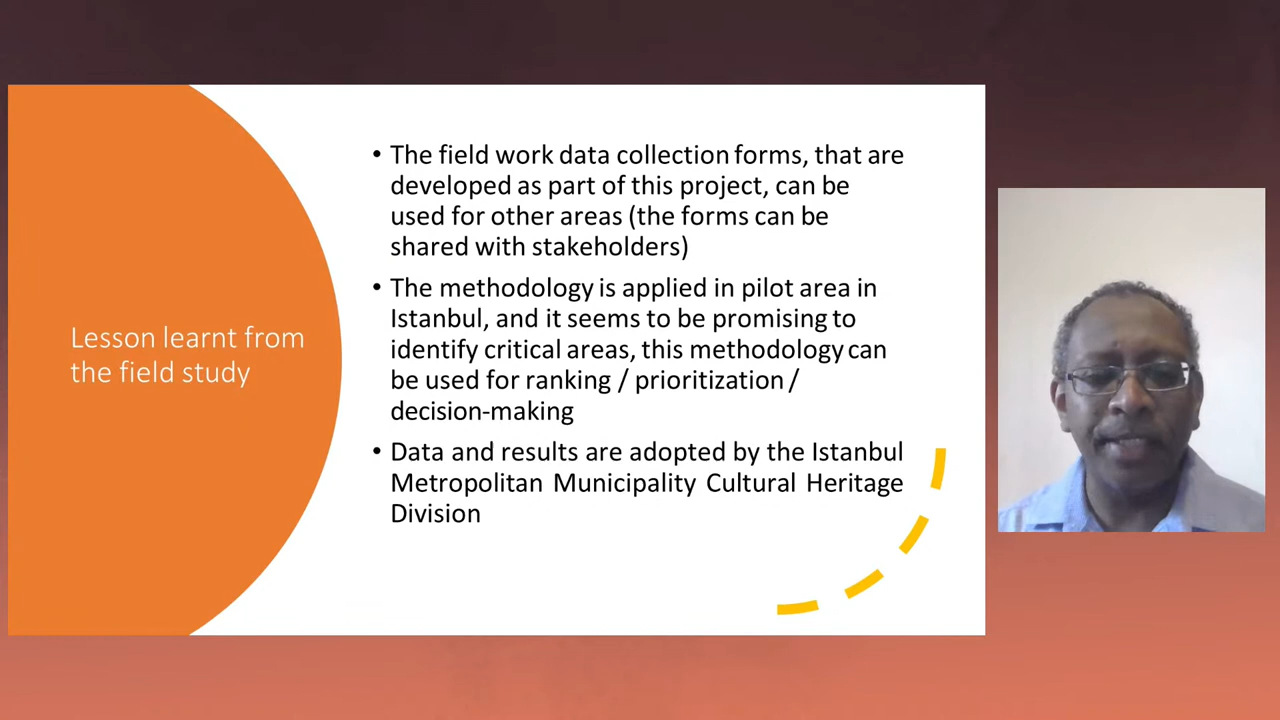 Lesson learnt from
the field study
• The field work data collection forms, that are
developed as part of this project, can be
used for other areas (the forms can be
shared with stakeholders)
• The methodology is applied in pilot area in
Istanbul, and it seems to be promising to
identify critical areas, this methodology can
be used for ranking / prioritization /
decision-making
• Data and results are adopted by the Istanbul
Metropolitan Municipality Cultural Heritage
Division